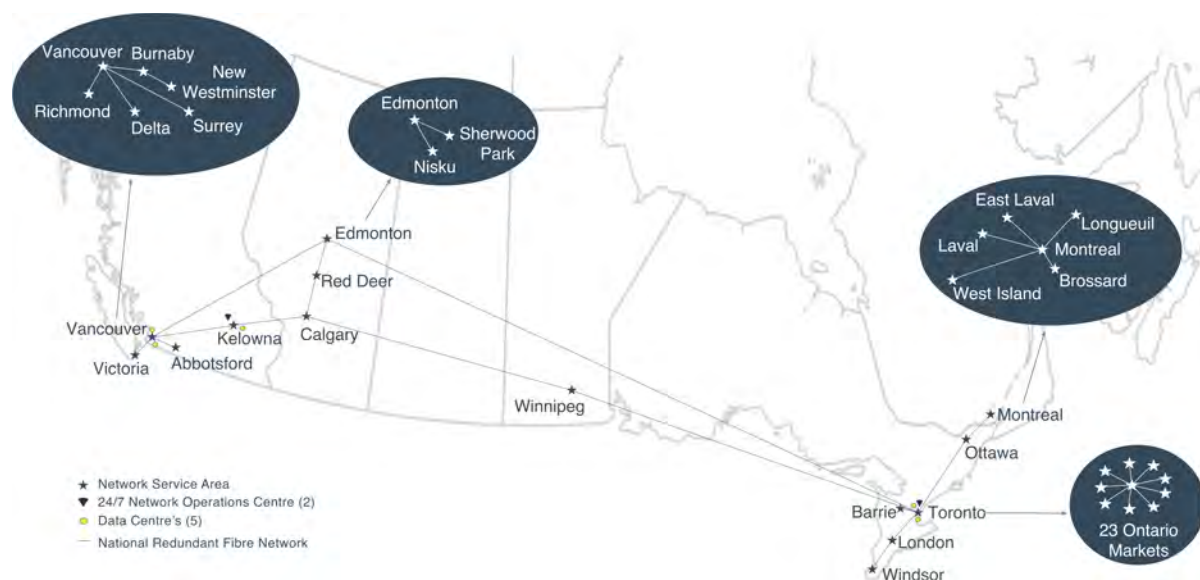 Vancouver
Burnaby
New
Westminster
Richmond
Delta
Surrey
Edmonton
Sherwood
Park
Nisku
East Laval
Longueuil
Laval
Montreal
Brossard
West Island
Edmonton
Red Deer
Vancouver
Kelowna
Calgary
Victoria
Abbotsford
Winnipeg
Montreal
Ottawa
Barrie
Toronto
London
Windsor
23 Ontario
Markets
Network Service Area
24/7 Network Operations Centre (2)
Data Centre's (5)
National Redundant Fibre Network